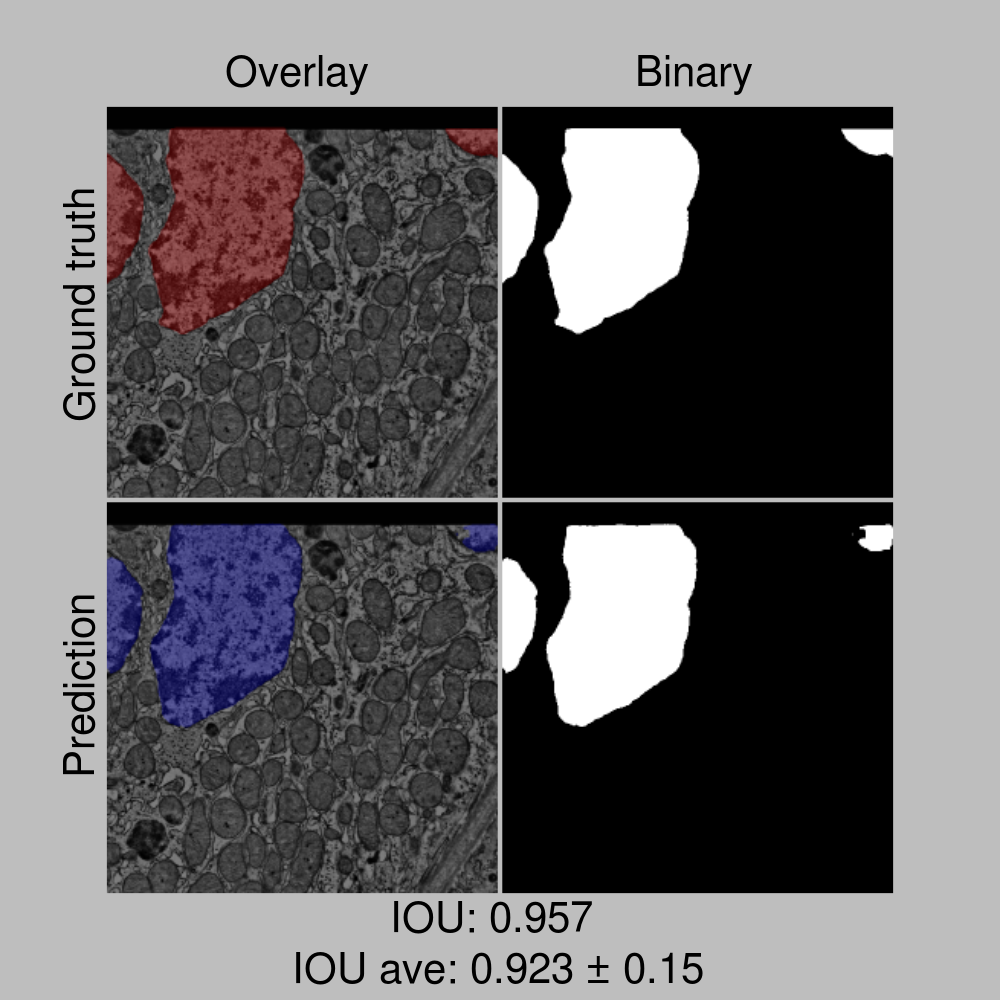 Overlay
Binary
Ground truth
Prediction
IOU: 0.957
IOU ave: 0.923 ± 0.15